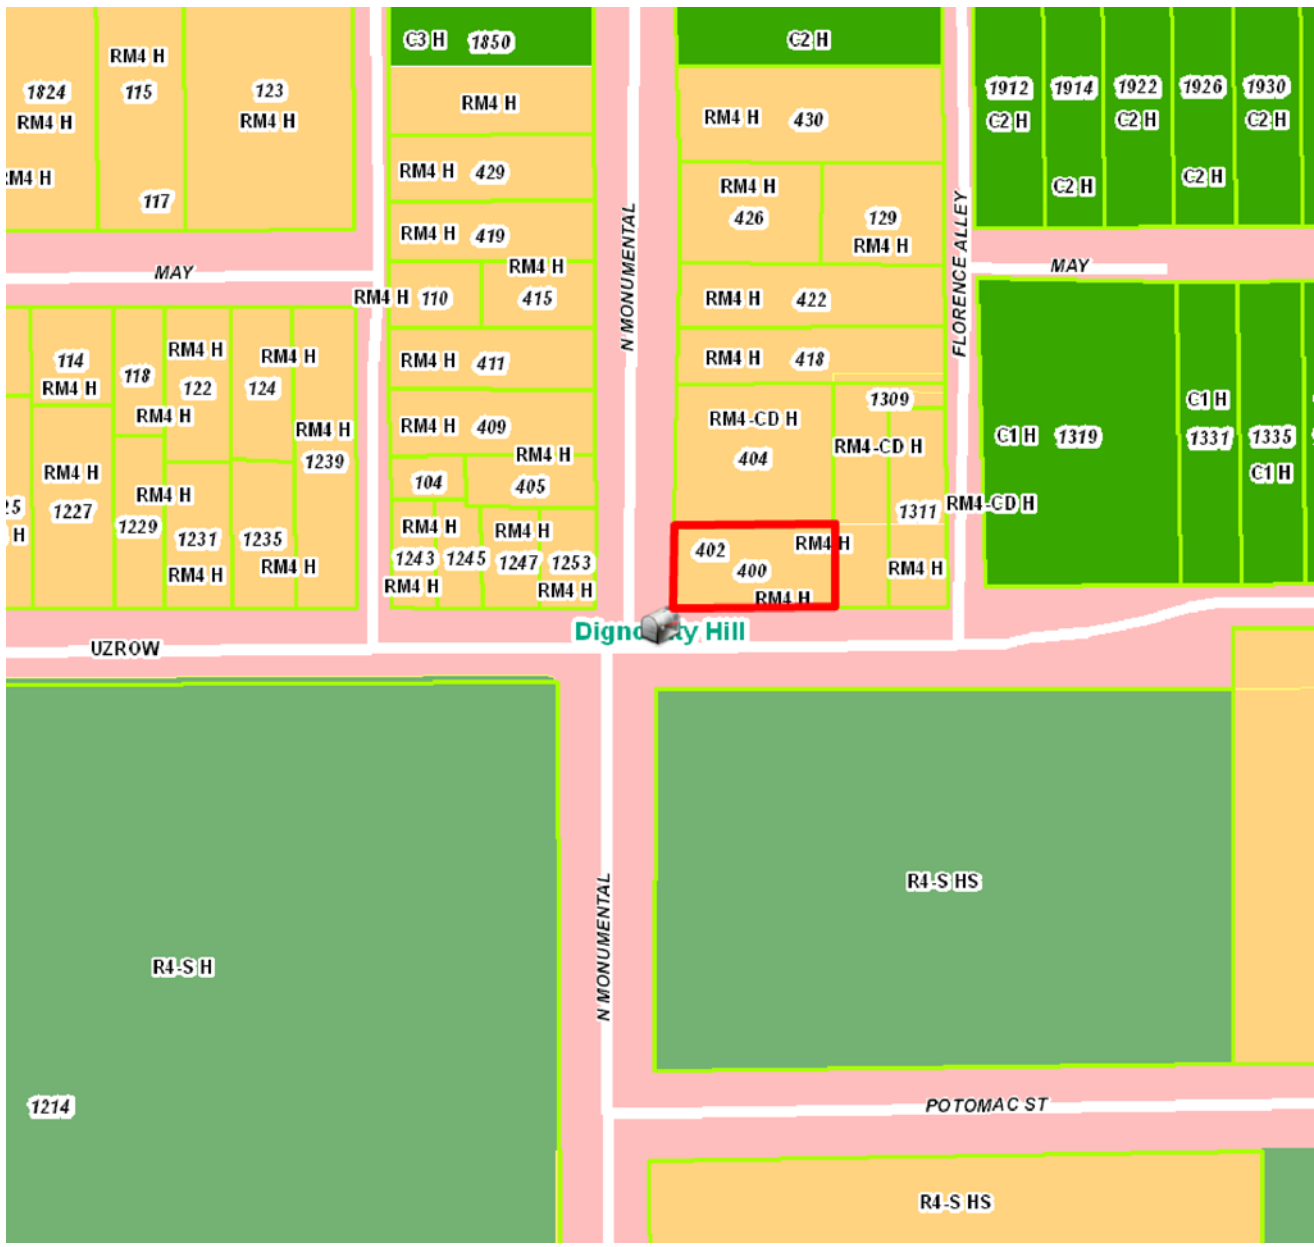 C3 H 1850
C2 H
RM4 H
115
1824
RM4 H
RM4 H
117
123
RM4 H
RM4 H
RM4 H 429
RM4 H 419
RM4 H
RM4 H 110
415
RM4 H 411
RM4 H 409
RM4 H
104
405
RM4 H
RM4 H
1243 1245 1247 1253
RM4 H
RM4 H
N MONUMENTAL
RM4 H 430
RM4 H
426
129
RM4 H
RM4 H 422
RM4 H 418
1309
RM4-CD H
RM4-CD H
404
1311
RM4-CD H
402
400
RM4 H
RM4 H
RM4 H
FLORENCE ALLEY
1912 1914 1922 1926 1930
C2 H C2 H C2 H
C2 H C2 H
MAY
MAY
C1 H 1319
C1 H
1331
1335
C1 H
114
RM4 H
118
RM4 H
RM4 H
122
RM4 H
124
RM4 H
1239
25
H
RM4 H
1227
RM4 H
1229
1231
RM4 H
1235
RM4 H
UZROW
Hill
R4-S H
1214
N MONUMENTAL
R4-S HS
POTOMAC ST
R4-S HS